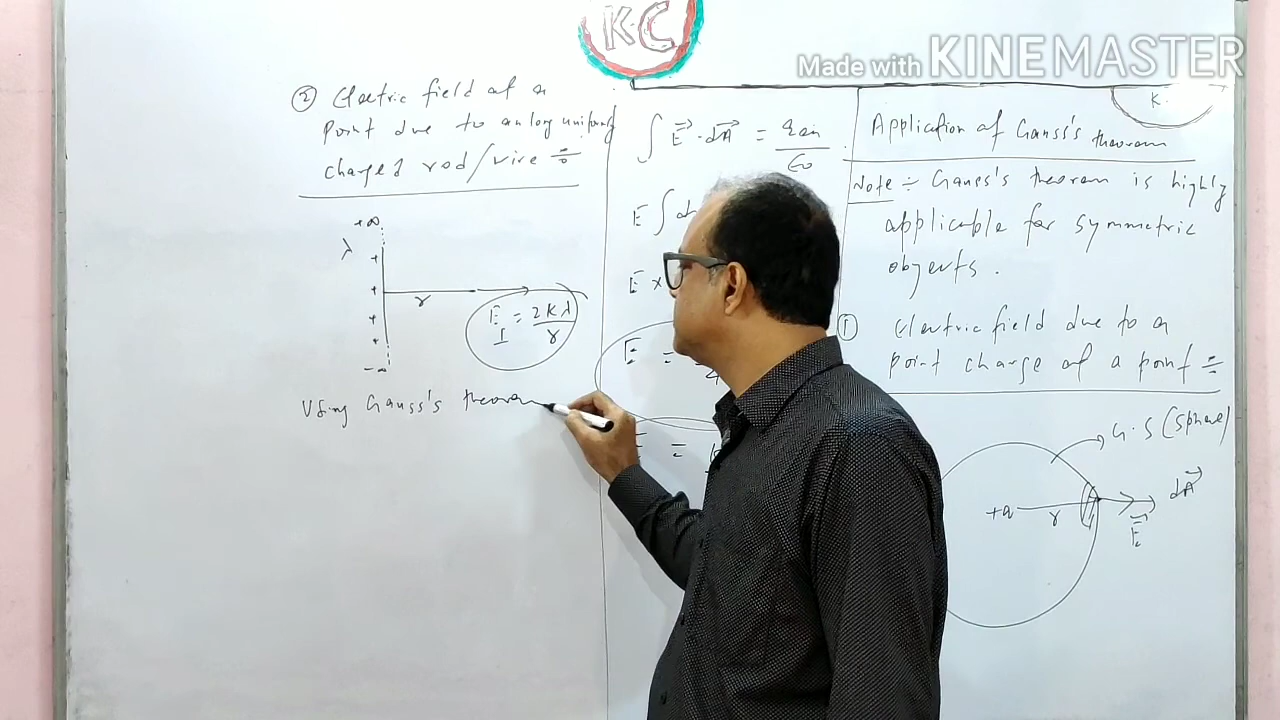 KC
Made with KINEMASTER
K.
Application of Gauss's theorem
Note ÷ Gauss's theorem is highly
applicable for symmetric
objects.
① Electric field due to a
point charge at a point ÷
G.S (Sphere)
+q
r
dA→
E→
∫ E→ · dA→ = qen / ε0
E ∫ dA
E x
E =
=
② Electric field at a
point due to an long uniformly
charged rod/wire ÷
+∞
λ
+
+
+
+
-∞
r
E⊥ = 2Kλ / r
Using Gauss's theorem